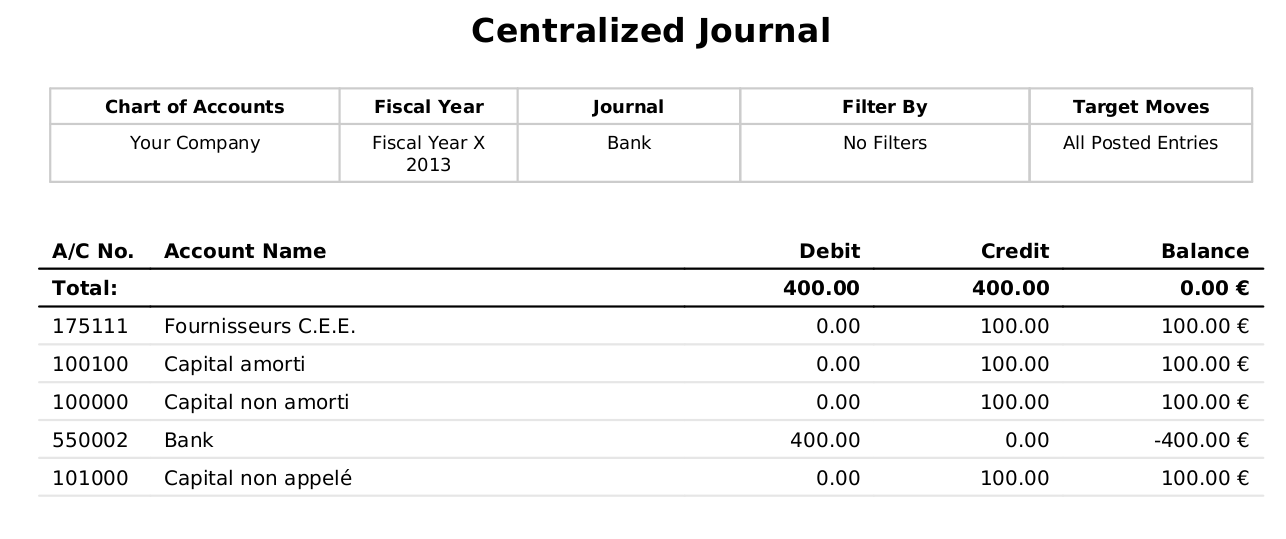 Centralized Journal
Chart of Accounts Fiscal Year Journal Filter By Target Moves
Your Company Fiscal Year X 2013 Bank No Filters All Posted Entries
A/C No. Account Name Debit Credit Balance
Total: 400.00 400.00 0.00 €
175111 Fournisseurs C.E.E. 0.00 100.00 100.00 €
100100 Capital amorti 0.00 100.00 100.00 €
100000 Capital non amorti 0.00 100.00 100.00 €
550002 Bank 400.00 0.00 -400.00 €
101000 Capital non appelé 0.00 100.00 100.00 €